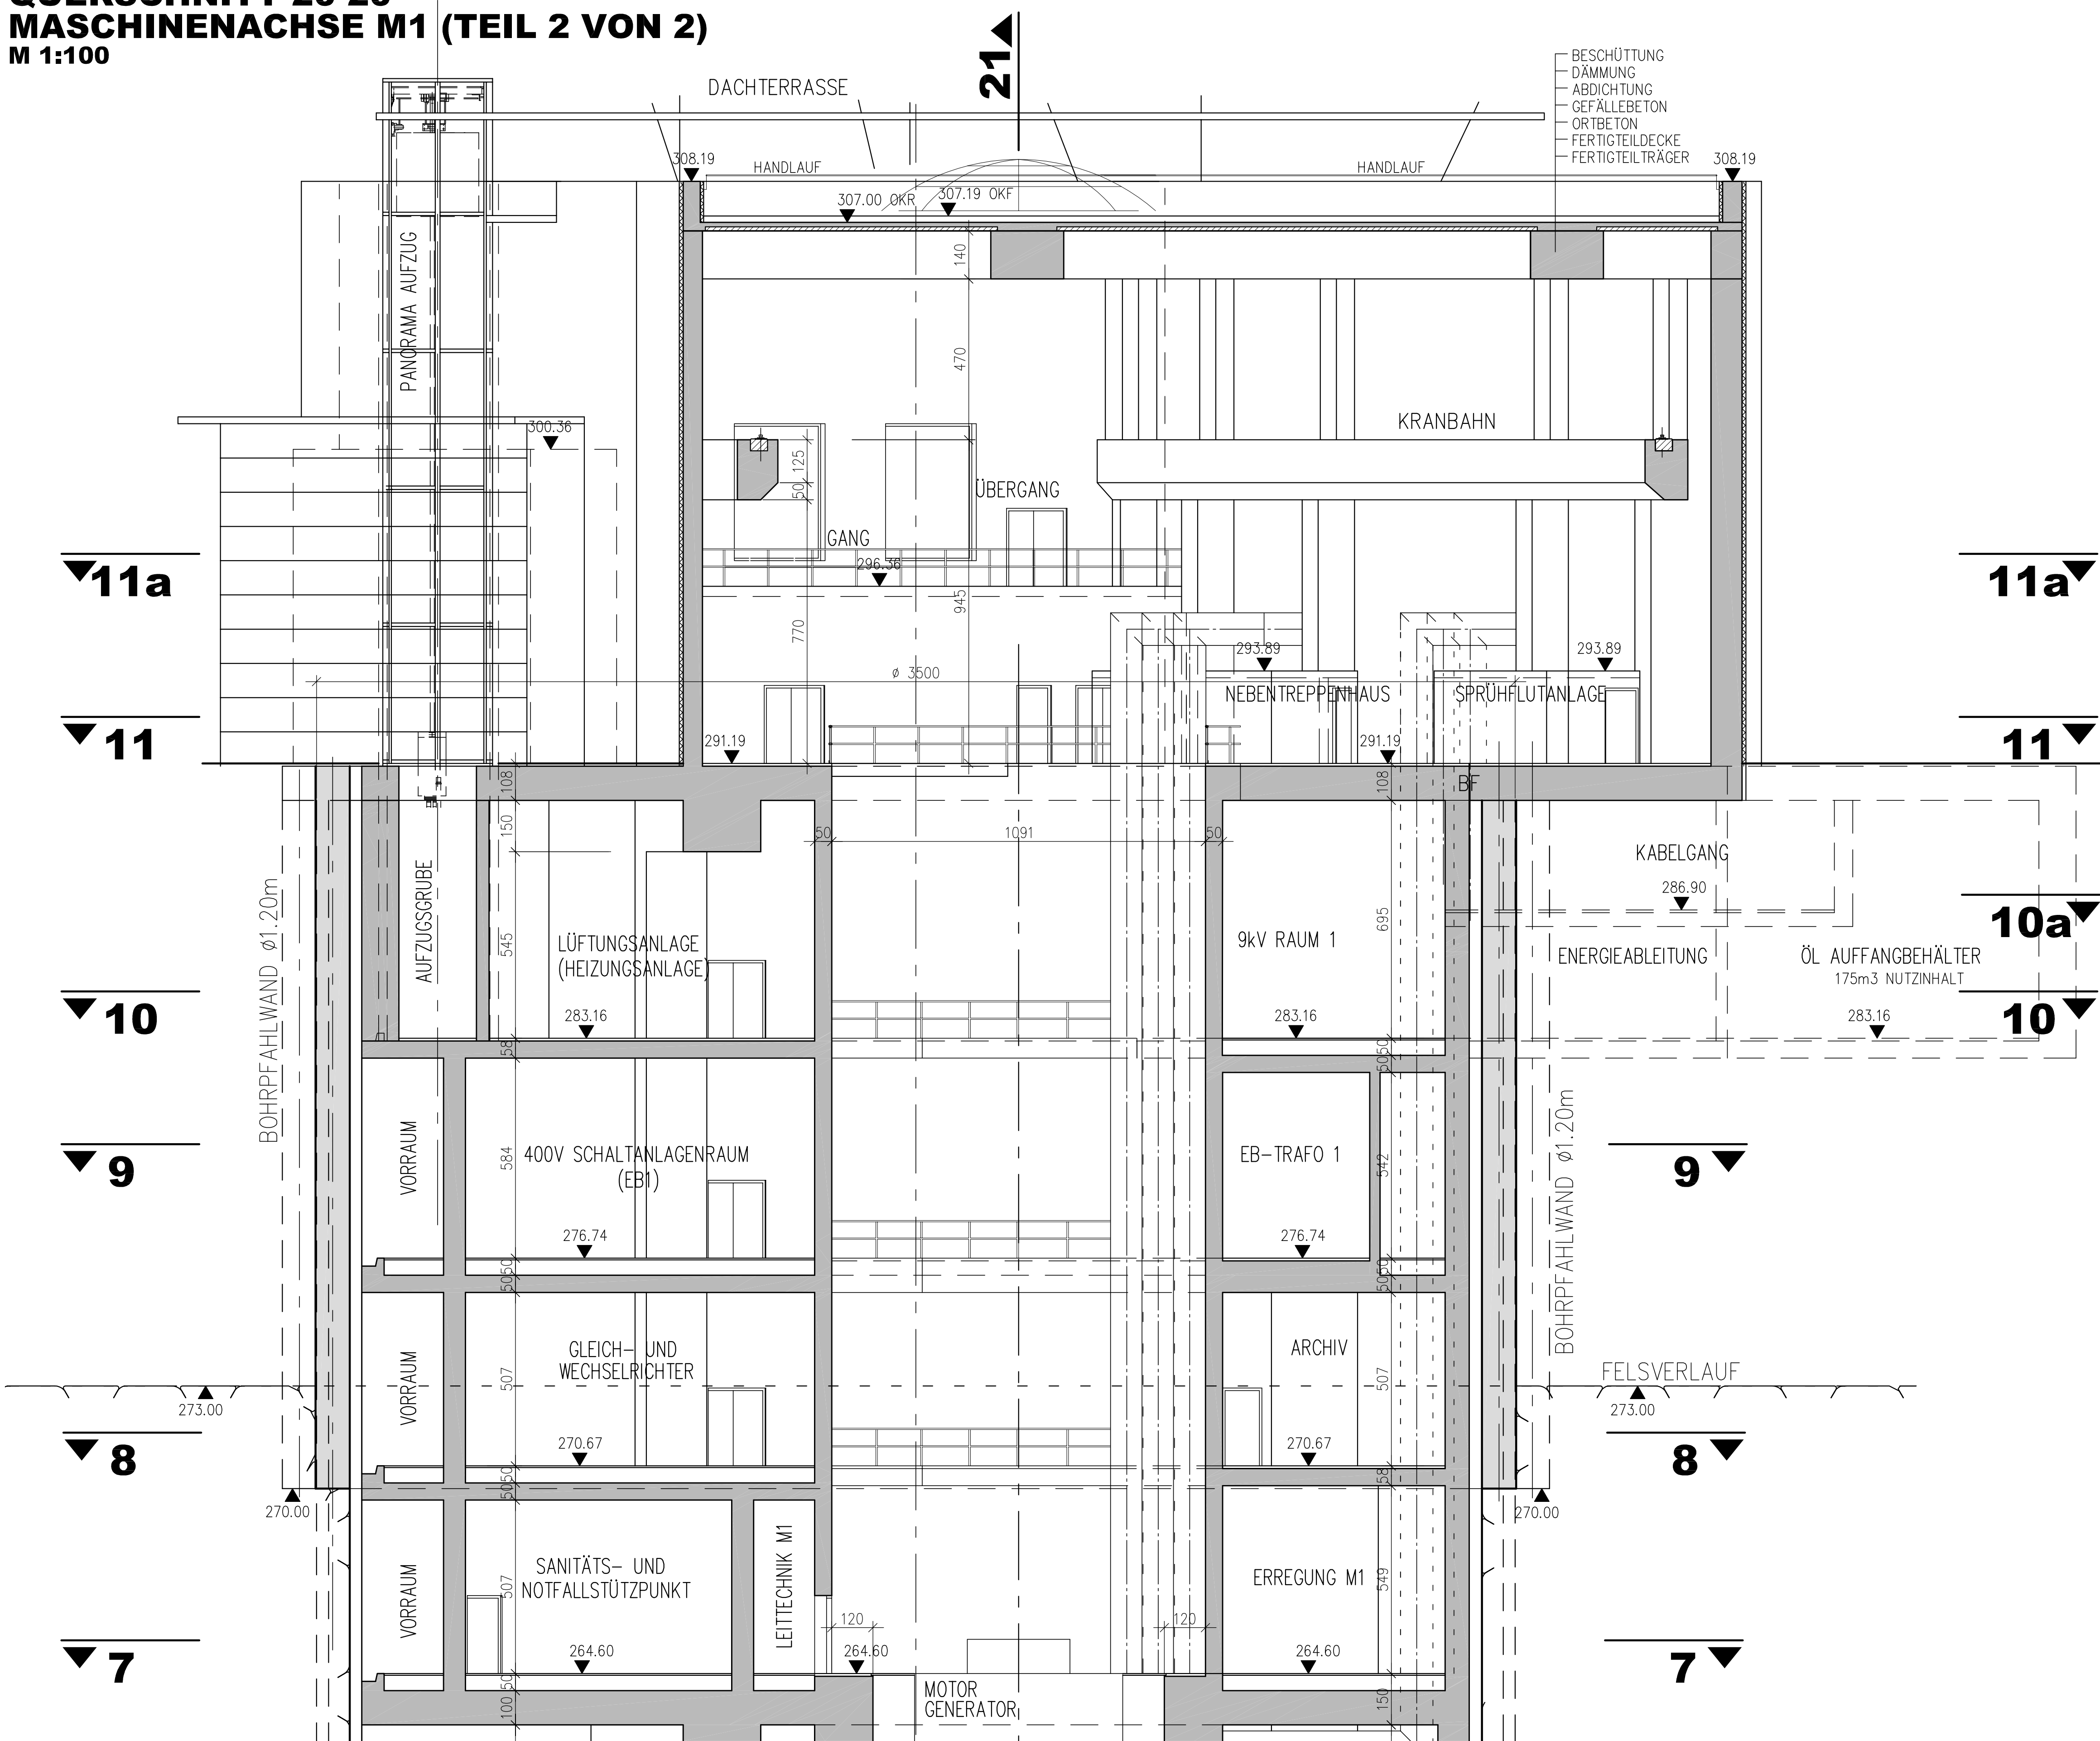 MASCHINENACHSE M1 (TEIL 2 VON 2)
M 1:100
21
DACHTERRASSE
BESCHÜTTUNG
DÄMMUNG
ABDICHTUNG
GEFÄLLEBETON
ORTBETON
FERTIGTEILDECKE
FERTIGTEILTRÄGER
308.19
HANDLAUF
HANDLAUF
308.19
307.00 OKR
307.19 OKF
140
PANORAMA AUFZUG
470
300.36
KRANBAHN
125
50
ÜBERGANG
GANG
296.36
11a
11a
945
770
293.89
293.89
ø 3500
NEBENTREPPENHAUS
SPRÜHFLUTANLAGE
11
291.19
291.19
11
108
108
BF
150
50
1091
50
KABELGANG
286.90
AUFZUGSGRUBE
BOHRPFAHLWAND ø1.20m
545
LÜFTUNGSANLAGE
(HEIZUNGSANLAGE)
9kV RAUM 1
695
ENERGIEABLEITUNG
ÖL AUFFANGBEHÄLTER
175m3 NUTZINHALT
10a
10
283.16
283.16
283.16
10
58
50
50
VORRAUM
584
400V SCHALTANLAGENRAUM
(EB1)
EB-TRAFO 1
542
BOHRPFAHLWAND ø1.20m
9
9
276.74
276.74
50
50
50
50
VORRAUM
507
GLEICH- UND
WECHSELRICHTER
ARCHIV
507
FELSVERLAUF
273.00
273.00
8
270.67
270.67
8
50
50
58
270.00
270.00
VORRAUM
507
SANITÄTS- UND
NOTFALLSTÜTZPUNKT
LEITTECHNIK M1
ERREGUNG M1
549
120
120
7
264.60
264.60
264.60
7
50
100
MOTOR
GENERATOR
150